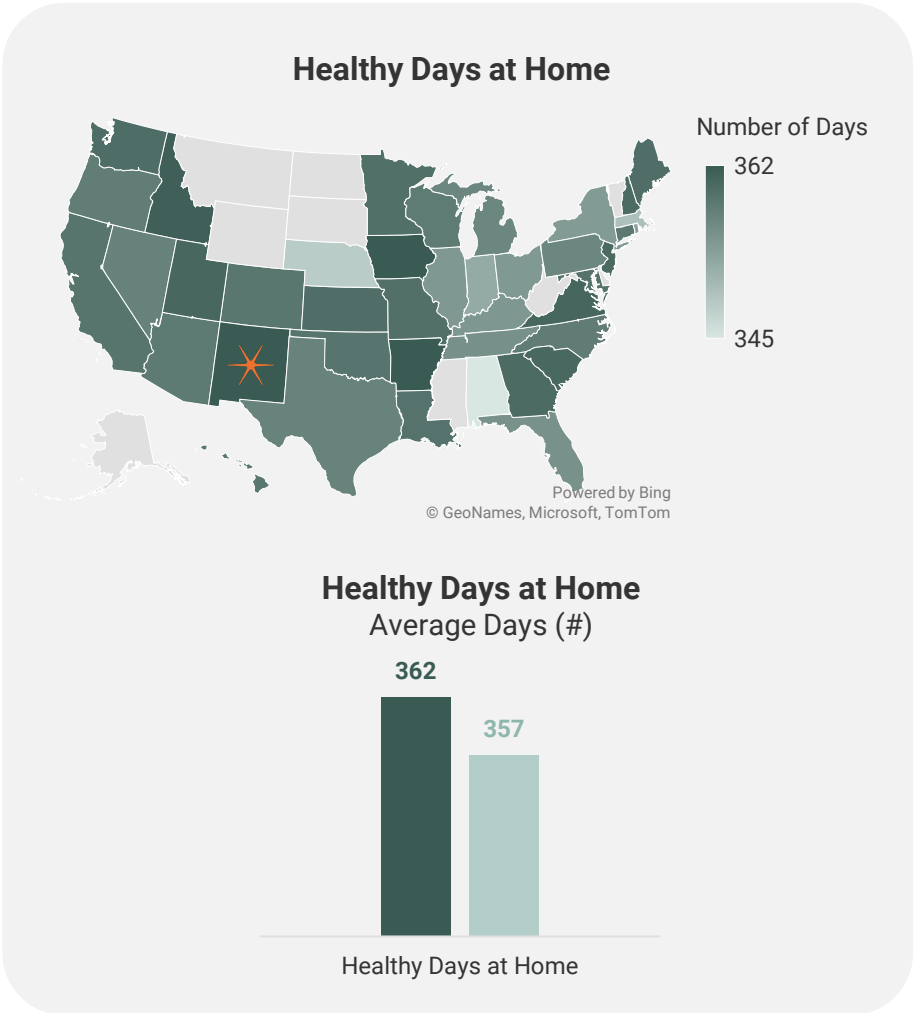 Healthy Days at Home
Number of Days
362
345
Powered by Bing
© GeoNames, Microsoft, TomTom
Healthy Days at Home
Average Days (#)
362
357
Healthy Days at Home